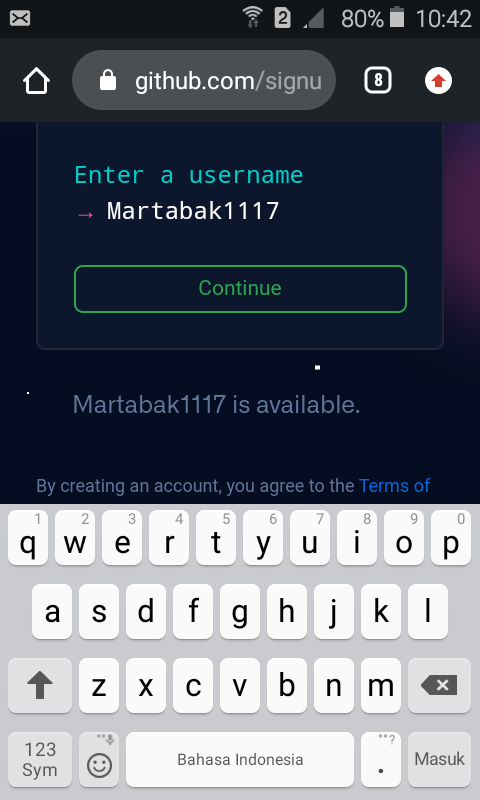 2 80% 10:42
github.com/signu 8
Enter a username
→ Martabak1117
Continue
Martabak1117 is available.
By creating an account, you agree to the Terms of
1 2 3 4 5 6 7 8 9 0
q w e r t y u i o p
a s d f g h j k l
z x c v b n m
123 Sym Bahasa Indonesia . ? Masuk